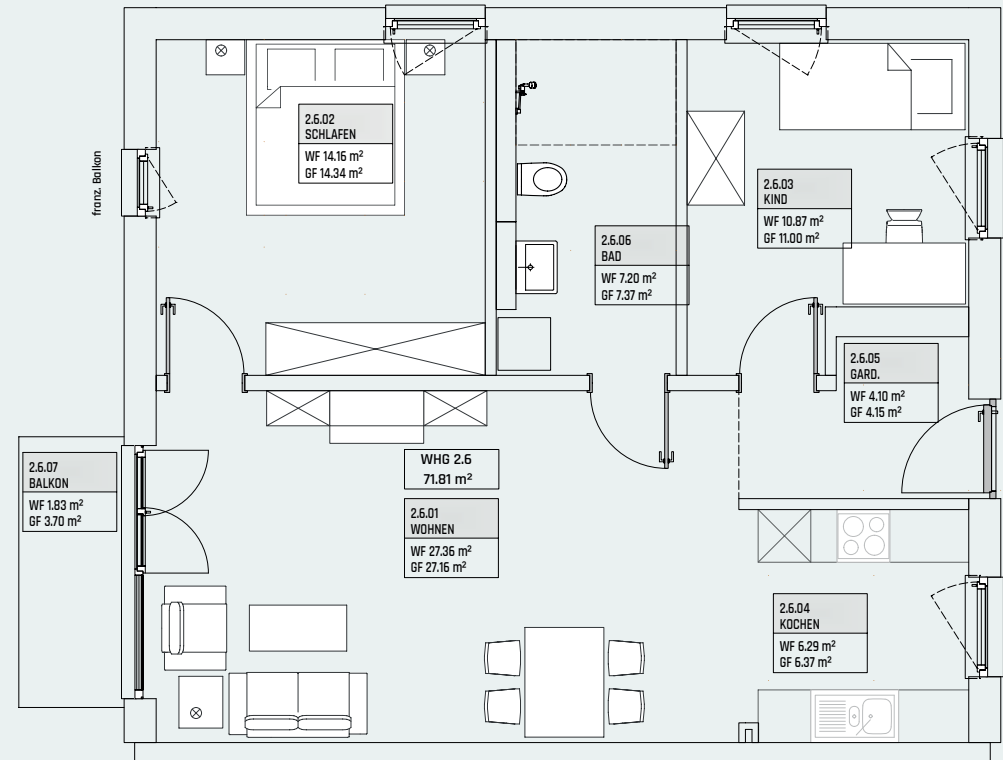 franz. Balkon
2.6.02
SCHLAFEN
WF 14.16 m²
GF 14.34 m²
2.6.03
KIND
WF 10.87 m²
GF 11.00 m²
2.6.06
BAD
WF 7.20 m²
GF 7.37 m²
2.6.05
GARD.
WF 4.10 m²
GF 4.15 m²
2.6.07
BALKON
WF 1.83 m²
GF 3.70 m²
WHG 2.6
71.81 m²
2.6.01
WOHNEN
WF 27.36 m²
GF 27.16 m²
2.6.04
KOCHEN
WF 6.29 m²
GF 6.37 m²